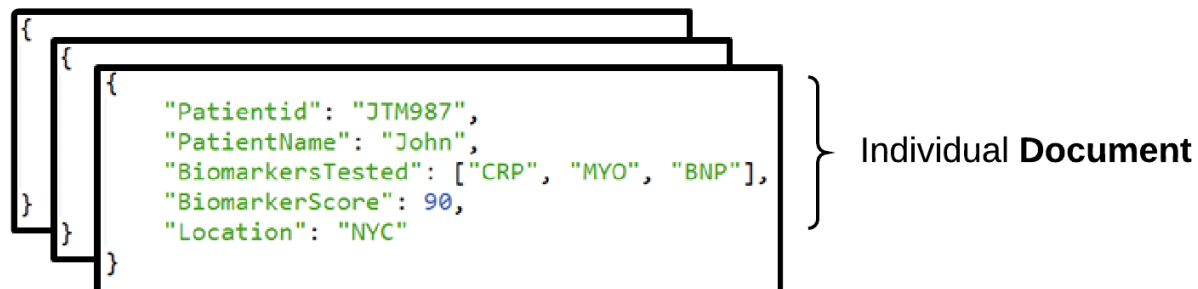 {
{
{
"Patientid": "JTM987",
"PatientName": "John",
"BiomarkersTested": ["CRP", "MYO", "BNP"],
"BiomarkerScore": 90,
"Location": "NYC"
}
}
}
Individual Document